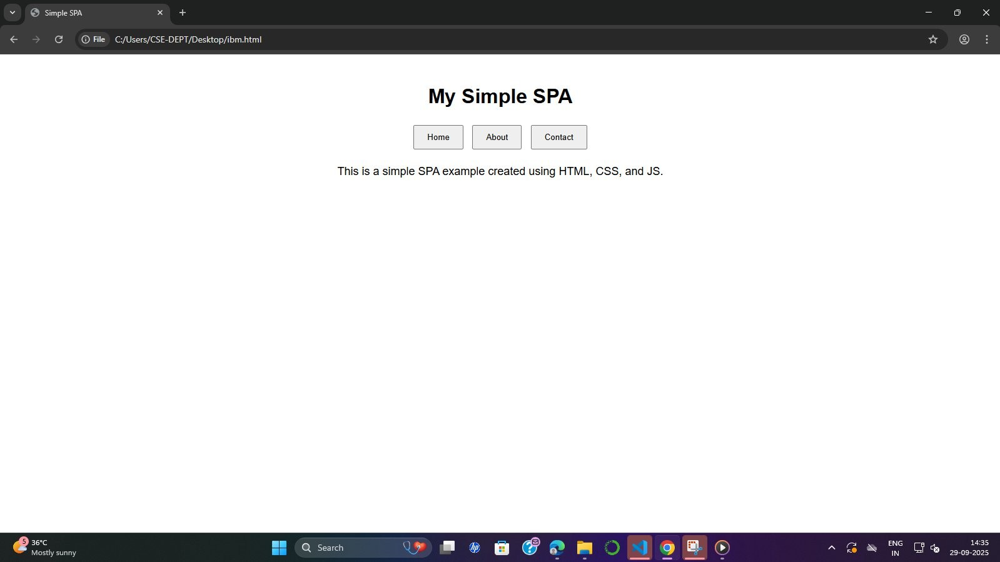 Simple SPA
File C:/Users/CSE-DEPT/Desktop/ibm.html
My Simple SPA
Home About Contact
This is a simple SPA example created using HTML, CSS, and JS.
5
36°C
Mostly sunny
Search
hp
ENG
IN
14:35
29-09-2025